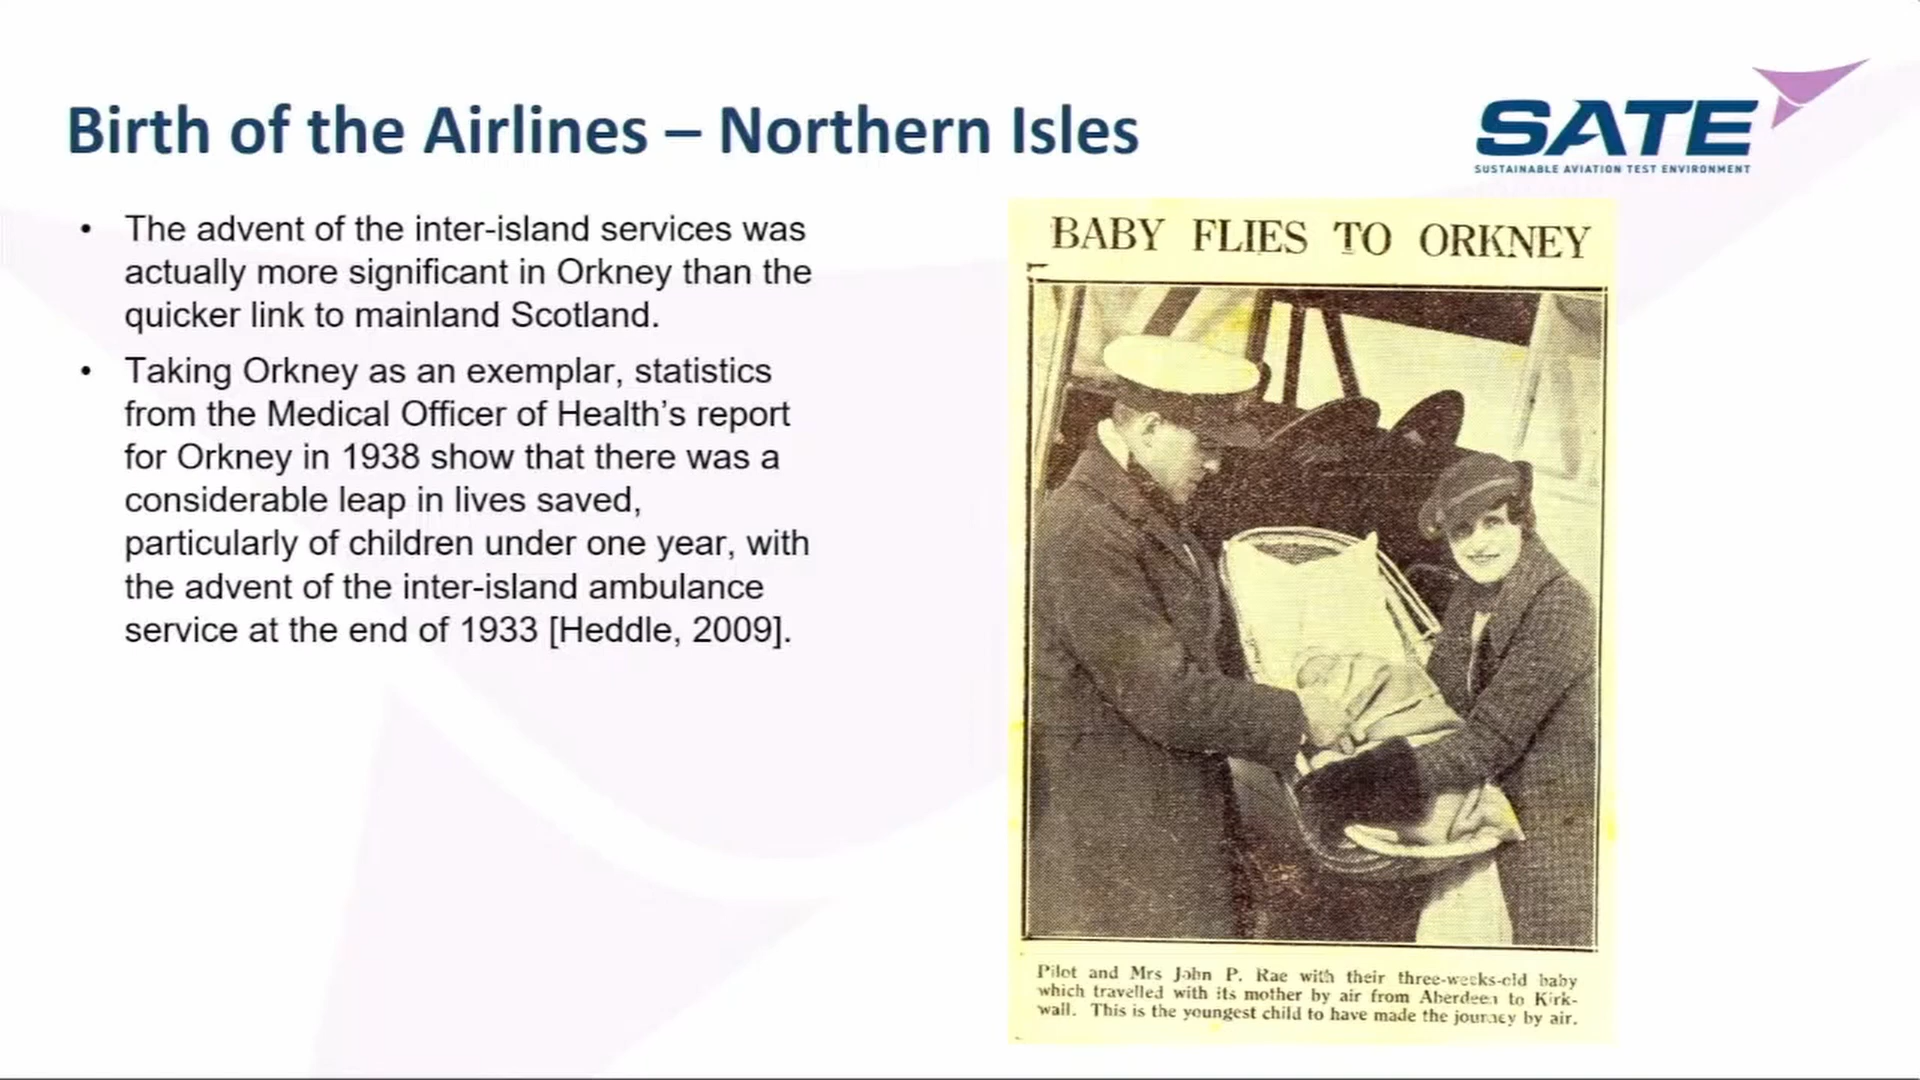 Birth of the Airlines – Northern Isles
SATE
SUSTAINABLE AVIATION TEST ENVIRONMENT
• The advent of the inter-island services was
actually more significant in Orkney than the
quicker link to mainland Scotland.
• Taking Orkney as an exemplar, statistics
from the Medical Officer of Health’s report
for Orkney in 1938 show that there was a
considerable leap in lives saved,
particularly of children under one year, with
the advent of the inter-island ambulance
service at the end of 1933 [Heddle, 2009].
BABY FLIES TO ORKNEY
Pilot and Mrs John P. Rae with their three-weeks-old baby
which travelled with its mother by air from Aberdeen to Kirk-
wall. This is the youngest child to have made the journey by air.